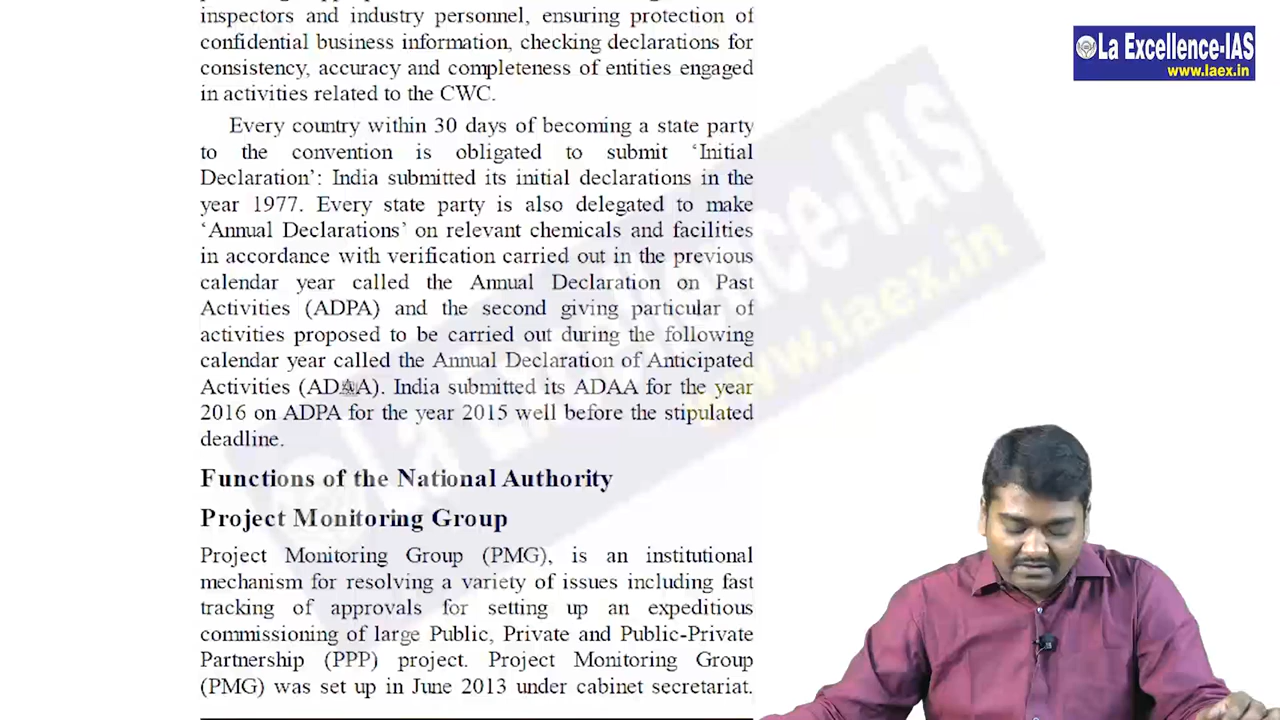 inspectors and industry personnel, ensuring protection of
confidential business information, checking declarations for
consistency, accuracy and completeness of entities engaged
in activities related to the CWC.
Every country within 30 days of becoming a state party
to the convention is obligated to submit ‘Initial
Declaration’: India submitted its initial declarations in the
year 1977. Every state party is also delegated to make
‘Annual Declarations’ on relevant chemicals and facilities
in accordance with verification carried out in the previous
calendar year called the Annual Declaration on Past
Activities (ADPA) and the second giving particular of
activities proposed to be carried out during the following
calendar year called the Annual Declaration of Anticipated
Activities (ADAA). India submitted its ADAA for the year
2016 on ADPA for the year 2015 well before the stipulated
deadline.
Functions of the National Authority
Project Monitoring Group
Project Monitoring Group (PMG), is an institutional
mechanism for resolving a variety of issues including fast
tracking of approvals for setting up an expeditious
commissioning of large Public, Private and Public-Private
Partnership (PPP) project. Project Monitoring Group
(PMG) was set up in June 2013 under cabinet secretariat.
La Excellence-IAS
www.laex.in
La Excellence-IAS
www.laex.in